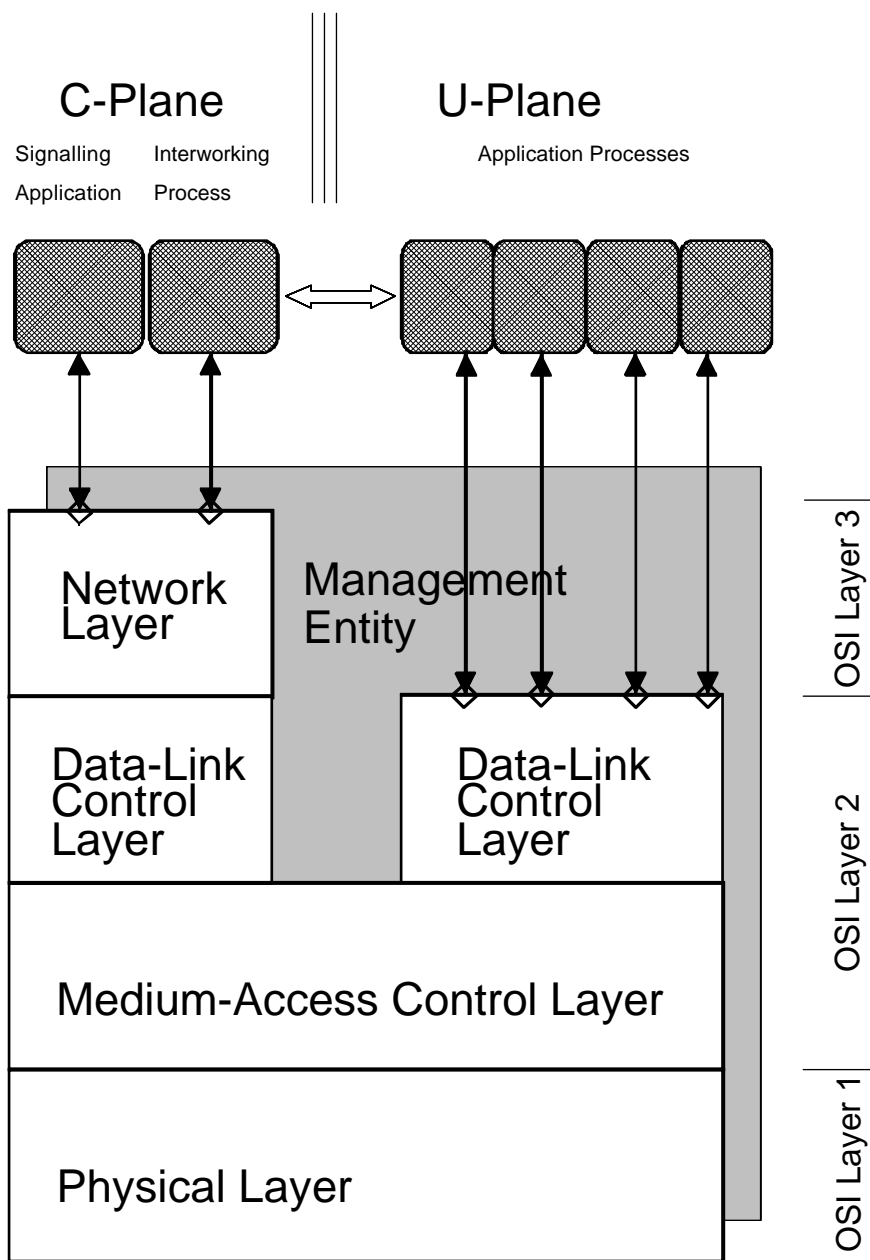 C-Plane
U-Plane
Signalling Interworking
Application Process
Application Processes
Network
Layer
Management
Entity
Data-Link
Control
Layer
Data-Link
Control
Layer
Medium-Access Control Layer
Physical Layer
OSI Layer 3
OSI Layer 2
OSI Layer 1